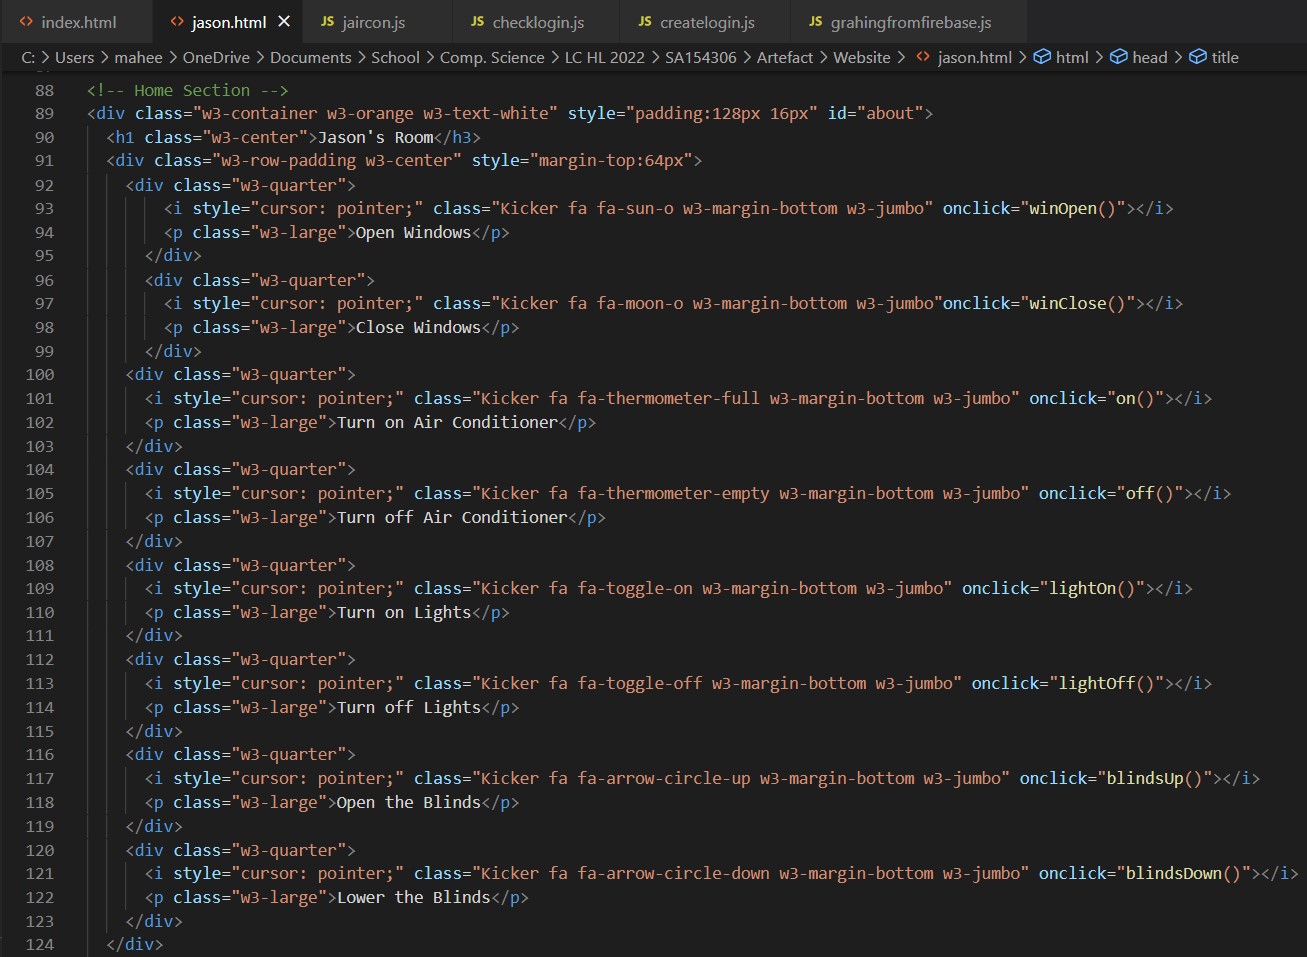 index.html jason.html JS jaircon.js JS checklogin.js JS createlogin.js JS grahingfromfirebase.js
C: > Users > mahee > OneDrive > Documents > School > Comp. Science > LC HL 2022 > SA154306 > Artefact > Website > jason.html > html > head > title
88 <!-- Home Section -->
89 <div class="w3-container w3-orange w3-text-white" style="padding:128px 16px" id="about">
90 <h1 class="w3-center">Jason's Room</h3>
91 <div class="w3-row-padding w3-center" style="margin-top:64px">
92 <div class="w3-quarter">
93 <i style="cursor: pointer;" class="Kicker fa fa-sun-o w3-margin-bottom w3-jumbo" onclick="winOpen()"></i>
94 <p class="w3-large">Open Windows</p>
95 </div>
96 <div class="w3-quarter">
97 <i style="cursor: pointer;" class="Kicker fa fa-moon-o w3-margin-bottom w3-jumbo"onclick="winClose()"></i>
98 <p class="w3-large">Close Windows</p>
99 </div>
100 <div class="w3-quarter">
101 <i style="cursor: pointer;" class="Kicker fa fa-thermometer-full w3-margin-bottom w3-jumbo" onclick="on()"></i>
102 <p class="w3-large">Turn on Air Conditioner</p>
103 </div>
104 <div class="w3-quarter">
105 <i style="cursor: pointer;" class="Kicker fa fa-thermometer-empty w3-margin-bottom w3-jumbo" onclick="off()"></i>
106 <p class="w3-large">Turn off Air Conditioner</p>
107 </div>
108 <div class="w3-quarter">
109 <i style="cursor: pointer;" class="Kicker fa fa-toggle-on w3-margin-bottom w3-jumbo" onclick="lightOn()"></i>
110 <p class="w3-large">Turn on Lights</p>
111 </div>
112 <div class="w3-quarter">
113 <i style="cursor: pointer;" class="Kicker fa fa-toggle-off w3-margin-bottom w3-jumbo" onclick="lightOff()"></i>
114 <p class="w3-large">Turn off Lights</p>
115 </div>
116 <div class="w3-quarter">
117 <i style="cursor: pointer;" class="Kicker fa fa-arrow-circle-up w3-margin-bottom w3-jumbo" onclick="blindsUp()"></i>
118 <p class="w3-large">Open the Blinds</p>
119 </div>
120 <div class="w3-quarter">
121 <i style="cursor: pointer;" class="Kicker fa fa-arrow-circle-down w3-margin-bottom w3-jumbo" onclick="blindsDown()"></i>
122 <p class="w3-large">Lower the Blinds</p>
123 </div>
124 </div>